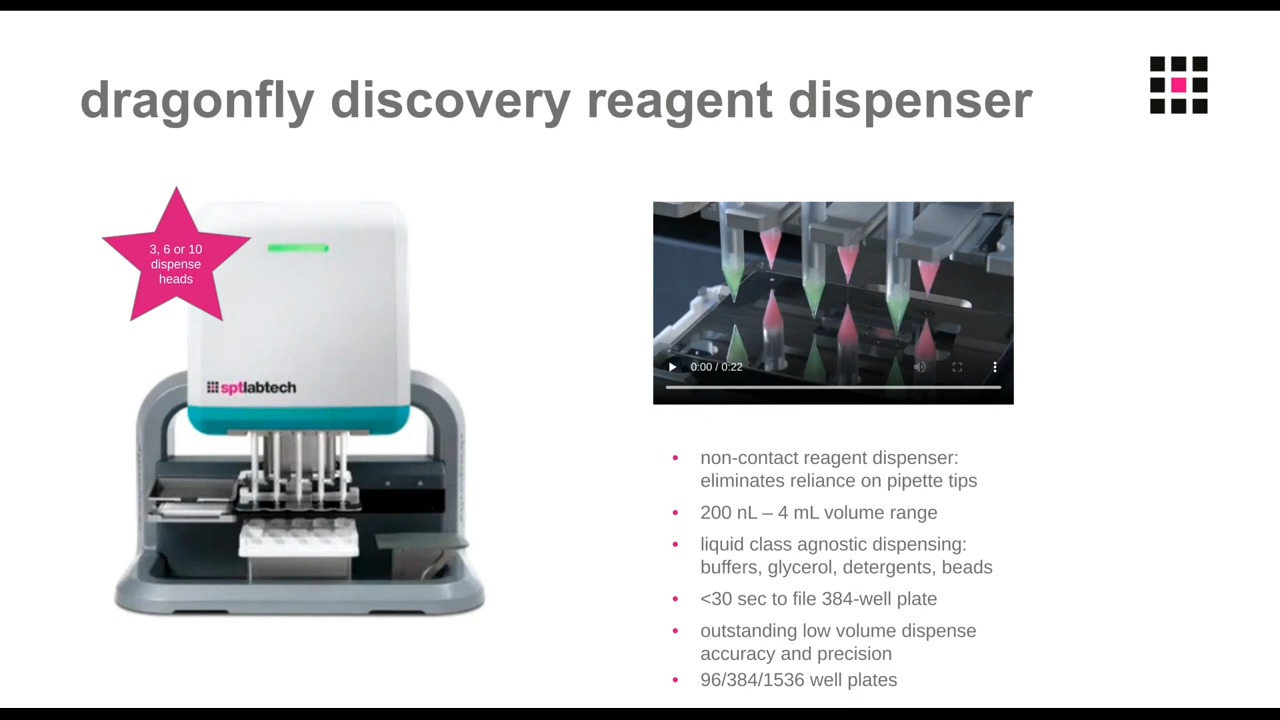 dragonfly discovery reagent dispenser
3, 6 or 10
dispense
heads
sptlabtech
0:00 / 0:22
non-contact reagent dispenser:
eliminates reliance on pipette tips
200 nL – 4 mL volume range
liquid class agnostic dispensing:
buffers, glycerol, detergents, beads
<30 sec to file 384-well plate
outstanding low volume dispense
accuracy and precision
96/384/1536 well plates